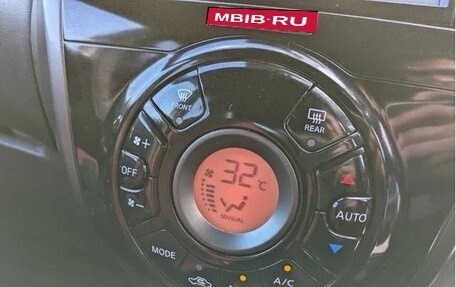 MBIB-RU
FRONT
REAR
OFF
32°C
MANUAL
AUTO
MODE
A/C